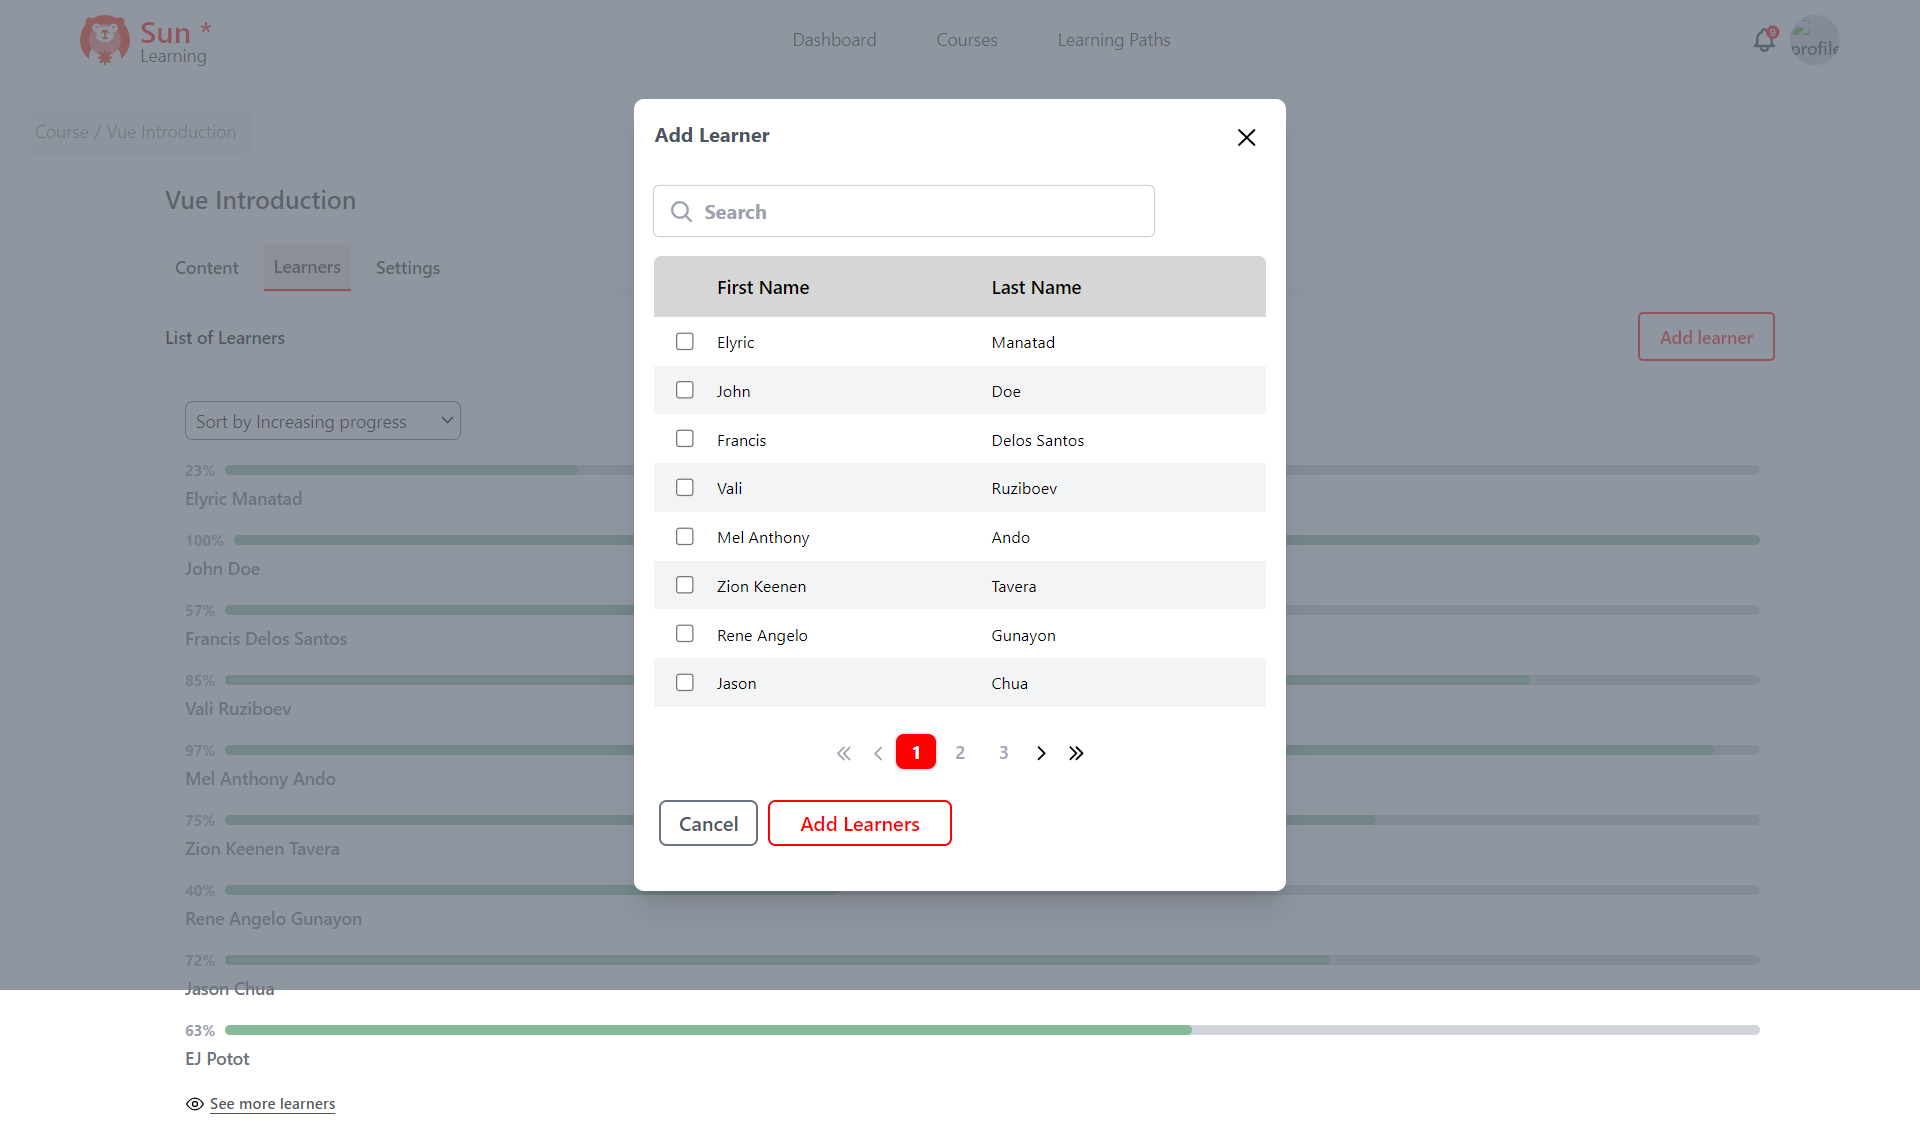 Sun *
Learning
Dashboard
Courses
Learning Paths
9
profile
Course / Vue Introduction
Vue Introduction
Content
Learners
Settings
List of Learners
Add learner
Sort by Increasing progress
23%
Elyric Manatad
100%
John Doe
57%
Francis Delos Santos
85%
Vali Ruziboev
97%
Mel Anthony Ando
75%
Zion Keenen Tavera
40%
Rene Angelo Gunayon
72%
Jason Chua
63%
EJ Potot
See more learners
Add Learner
Search
First Name Last Name
Elyric Manatad
John Doe
Francis Delos Santos
Vali Ruziboev
Mel Anthony Ando
Zion Keenen Tavera
Rene Angelo Gunayon
Jason Chua
1 2 3
Cancel
Add Learners